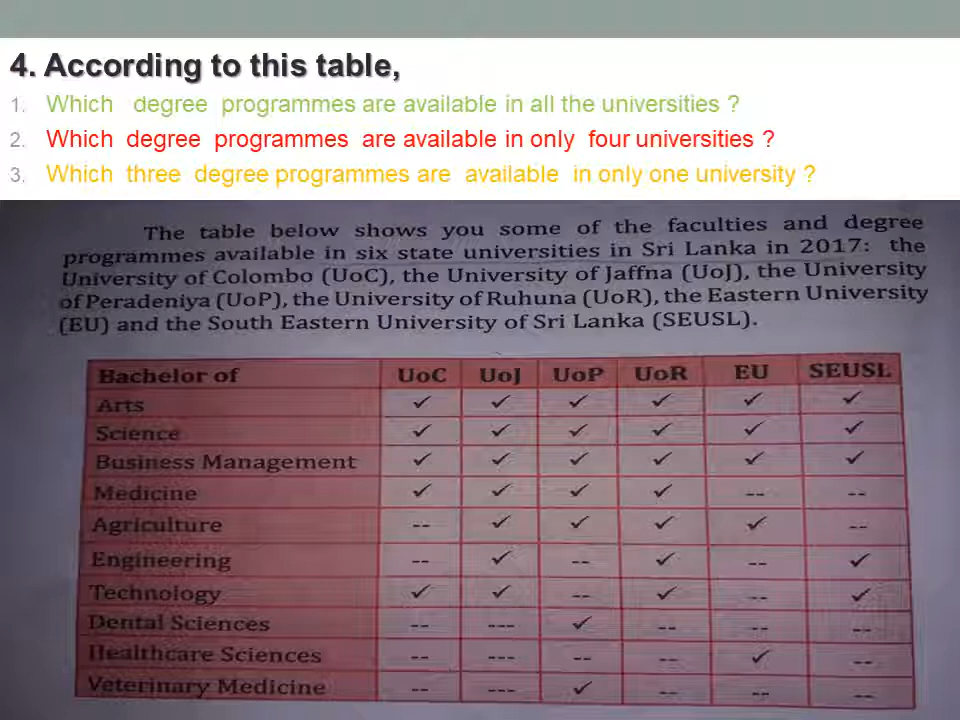 4. According to this table,
1. Which degree programmes are available in all the universities ?
2. Which degree programmes are available in only four universities ?
3. Which three degree programmes are available in only one university ?
The table below shows you some of the faculties and degree
programmes available in six state universities in Sri Lanka in 2017: the
University of Colombo (UoC), the University of Jaffna (UoJ), the University
of Peradeniya (UoP), the University of Ruhuna (UoR), the Eastern University
(EU) and the South Eastern University of Sri Lanka (SEUSL).
Bachelor of UoC UoJ UoP UoR EU SEUSL
Arts ✓ ✓ ✓ ✓ ✓ ✓
Science ✓ ✓ ✓ ✓ ✓ ✓
Business Management ✓ ✓ ✓ ✓ ✓ ✓
Medicine ✓ ✓ ✓ ✓ -- --
Agriculture -- ✓ ✓ ✓ ✓ --
Engineering -- ✓ -- ✓ -- ✓
Technology ✓ ✓ -- ✓ -- ✓
Dental Sciences -- --- ✓ -- -- --
Healthcare Sciences -- --- -- -- ✓ --
Veterinary Medicine -- --- ✓ -- -- --